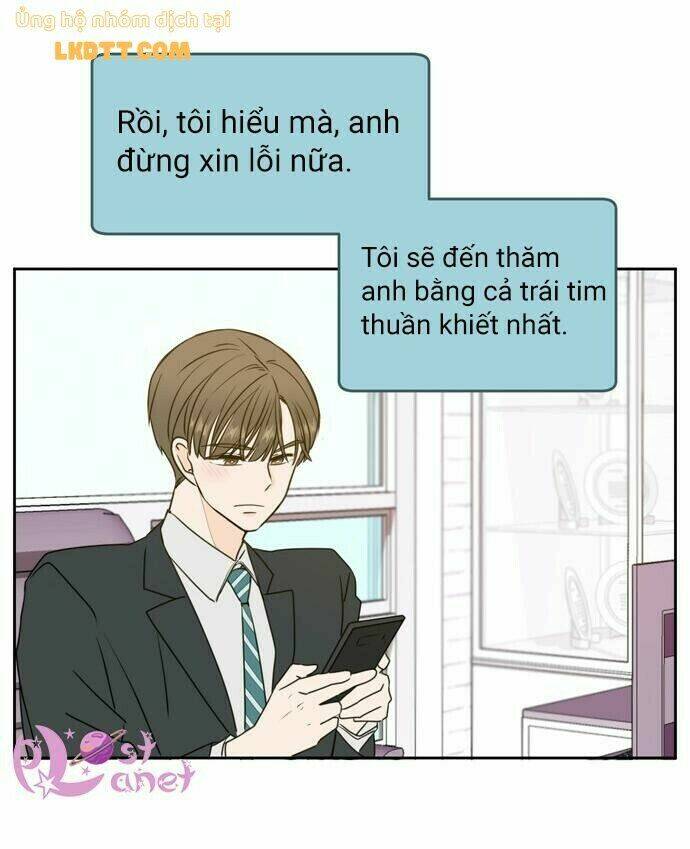 Ủng hộ nhóm dịch tại
LKDTT.COM
Rồi, tôi hiểu mà, anh
đừng xin lỗi nữa.
Tôi sẽ đến thăm
anh bằng cả trái tim
thuần khiết nhất.
Lost
Planet